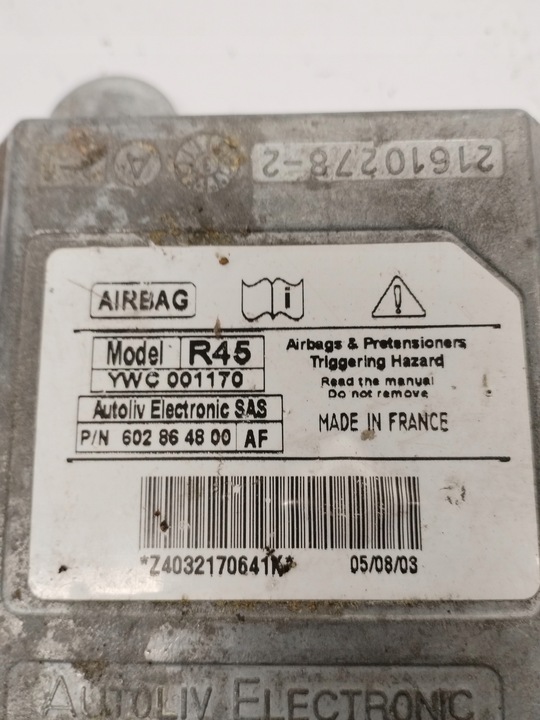 21610278-2
AIRBAG i
Model R45
YWC 001170
Autoliv Electronic SAS
P/N 602 86 48 00 AF
Airbags & Pretensioners
Triggering Hazard
Read the manual
Do not remove
MADE IN FRANCE
*Z4032170641K*
05/08/03
AUTOLIV ELECTRONIC